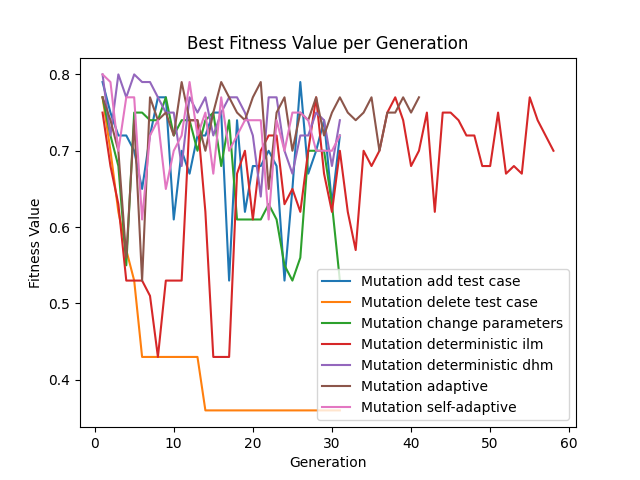 Best Fitness Value per Generation
0.8
0.7
0.6
0.5
0.4
Fitness Value
Mutation add test case
Mutation delete test case
Mutation change parameters
Mutation deterministic ilm
Mutation deterministic dhm
Mutation adaptive
Mutation self-adaptive
0 10 20 30 40 50 60
Generation